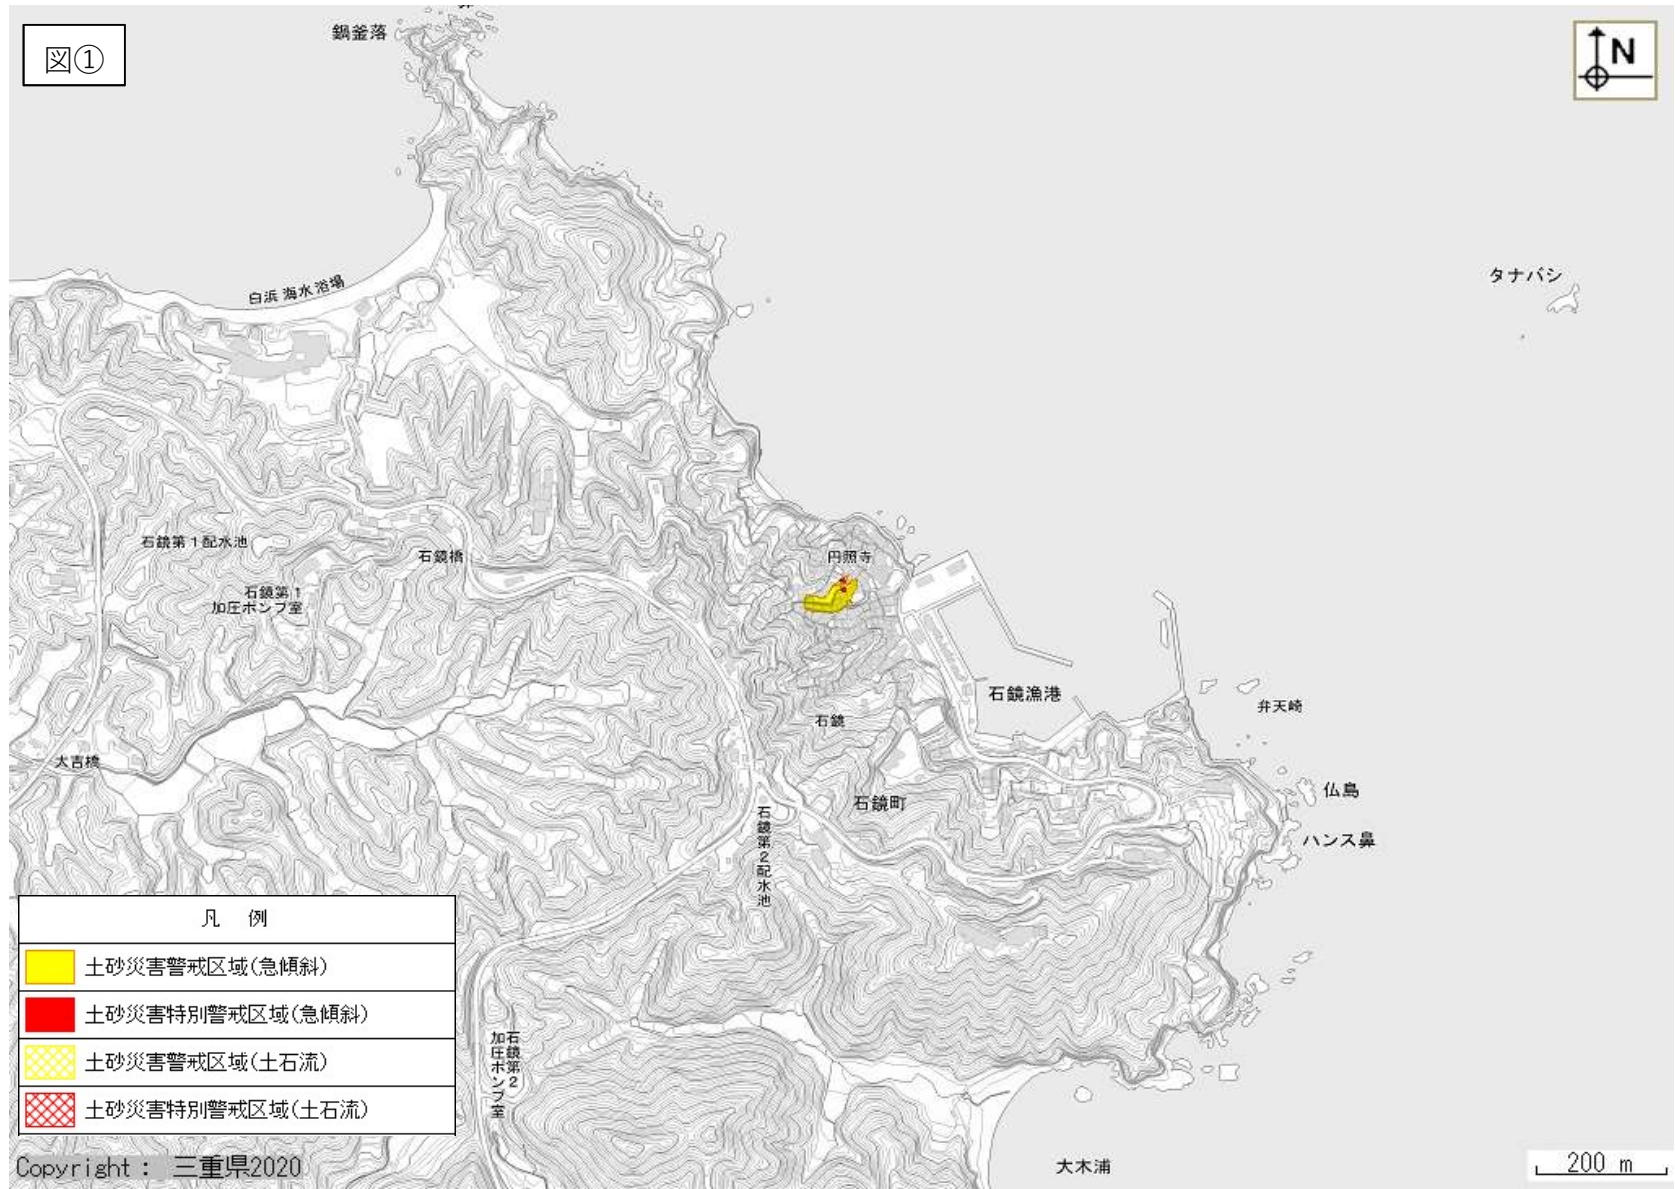 図①
鍋釜落
N
タナバシ
白浜海水浴場
石鏡第1配水池
石鏡橋
円照寺
石鏡第1
加圧ポンプ室
石鏡漁港
弁天崎
石鏡
大吉橋
仏島
石鏡町
ハンス鼻
石鏡第2配水池
凡 例
土砂災害警戒区域(急傾斜)
土砂災害特別警戒区域(急傾斜)
土砂災害警戒区域(土石流)
土砂災害特別警戒区域(土石流)
石鏡第2
加圧ポンプ室
大木浦
Copyright : 三重県2020
200 m